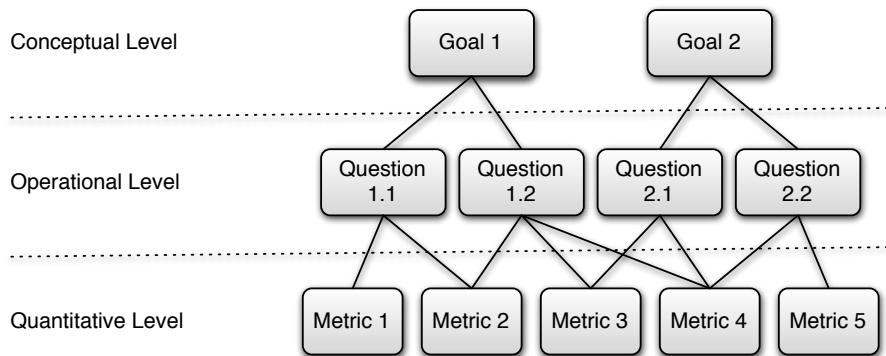 Conceptual Level
Goal 1
Goal 2
Operational Level
Question
1.1
Question
1.2
Question
2.1
Question
2.2
Quantitative Level
Metric 1
Metric 2
Metric 3
Metric 4
Metric 5